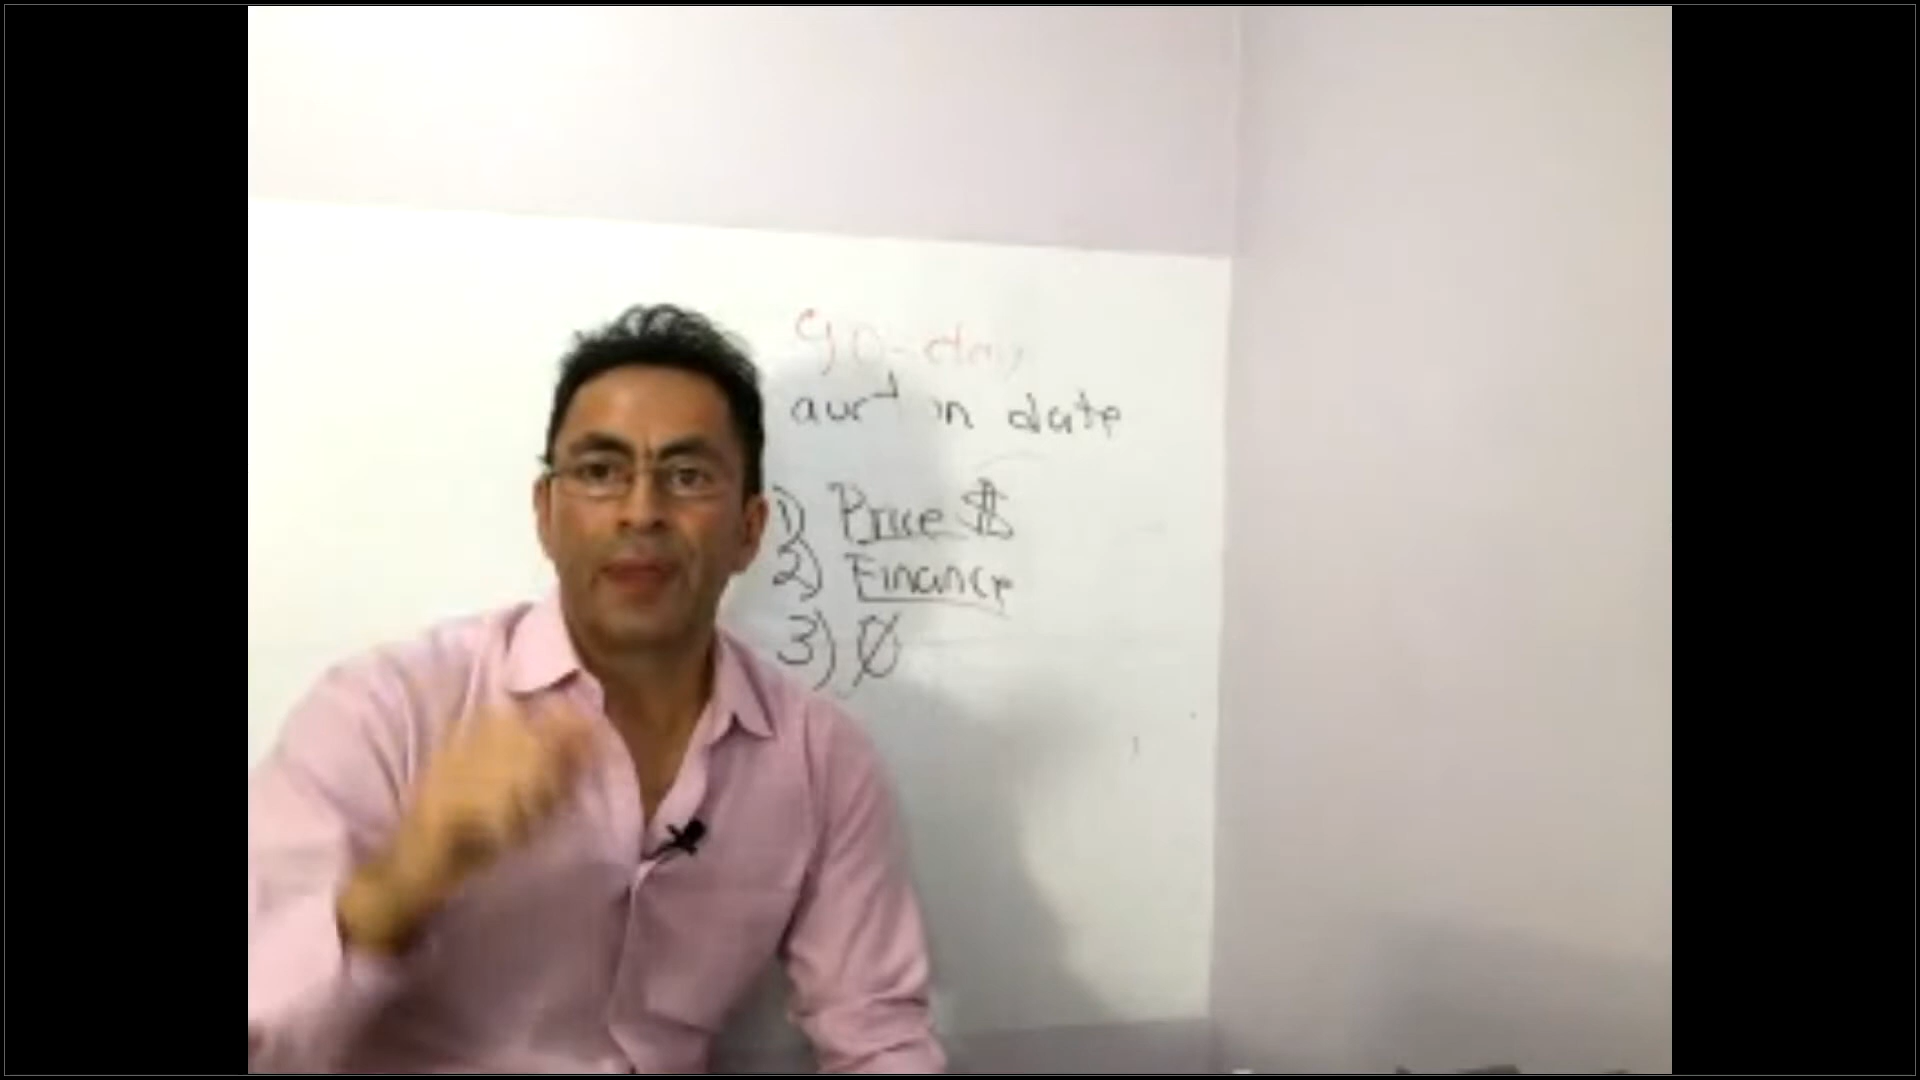 90-day
auction date
1) Price $
2) Finance
3) Ø